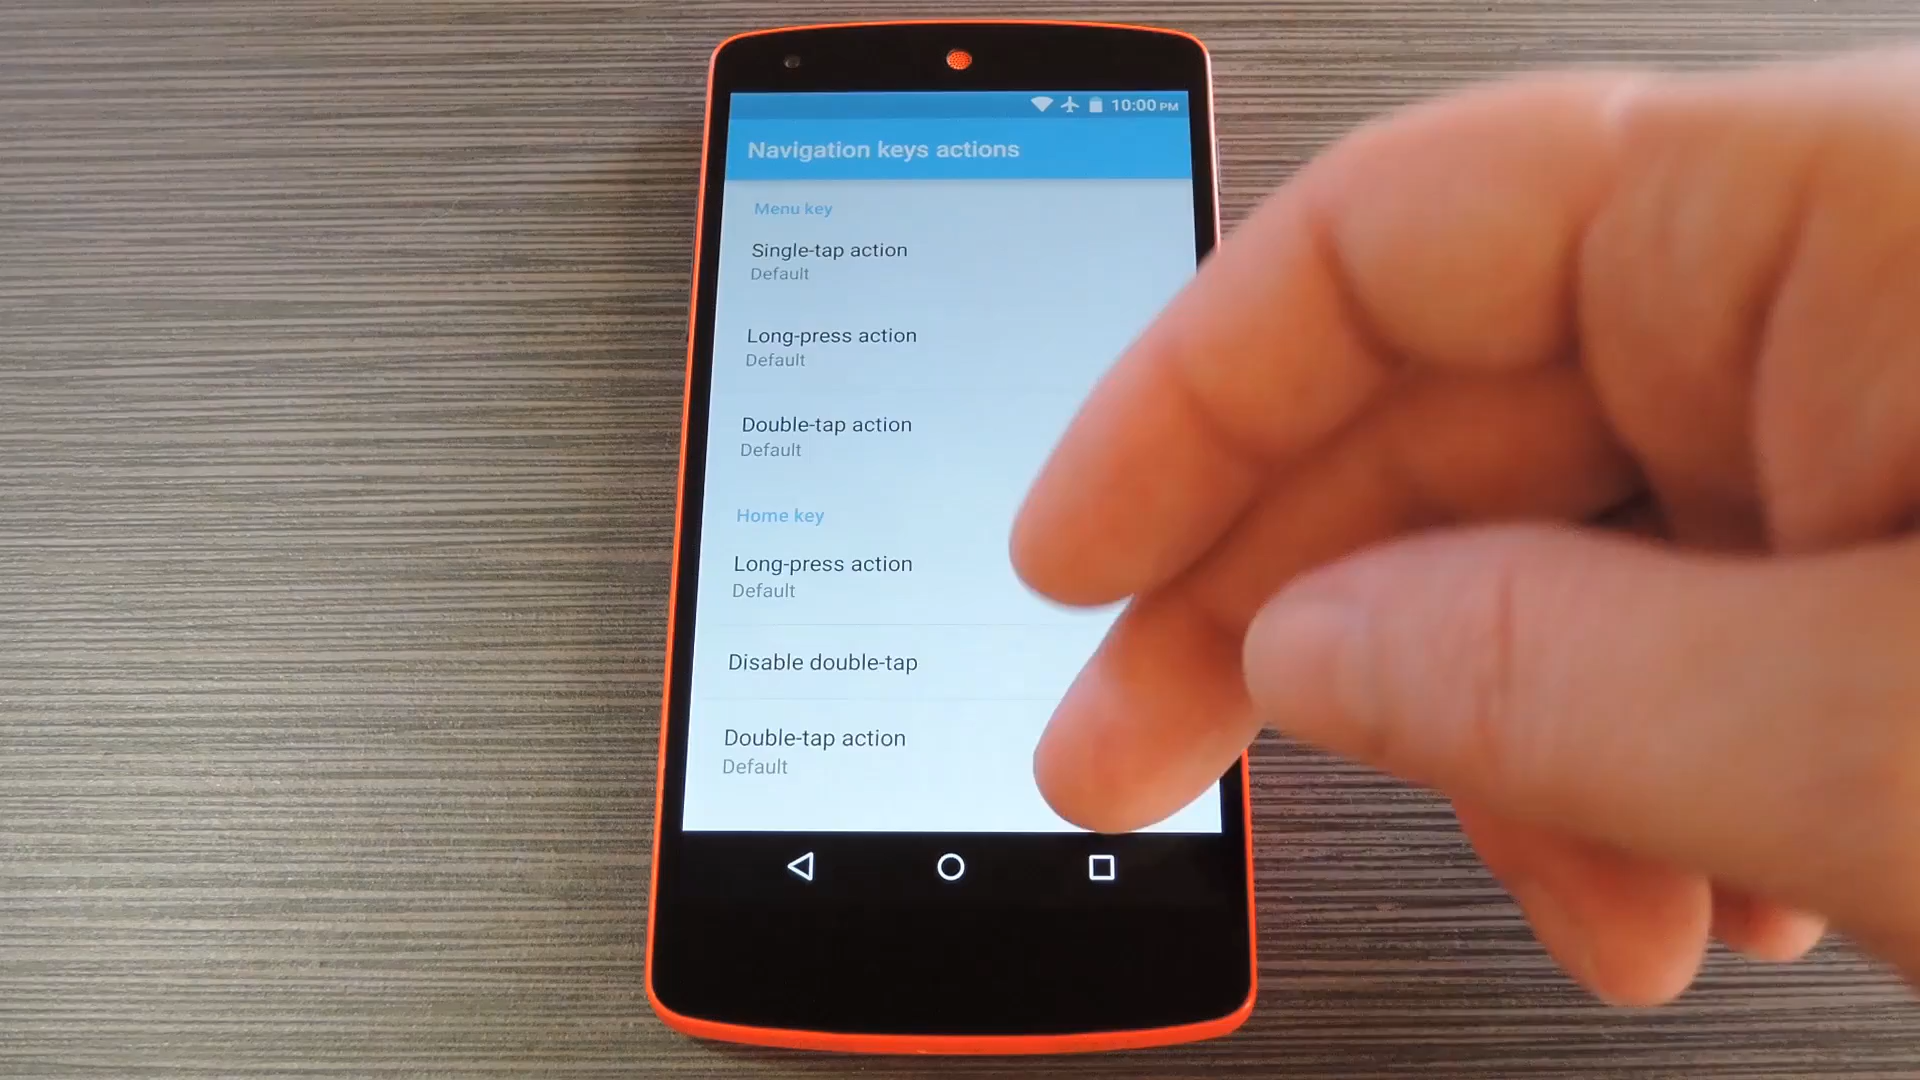 10:00 PM
Navigation keys actions
Menu key
Single-tap action
Default
Long-press action
Default
Double-tap action
Default
Home key
Long-press action
Default
Disable double-tap
Double-tap action
Default